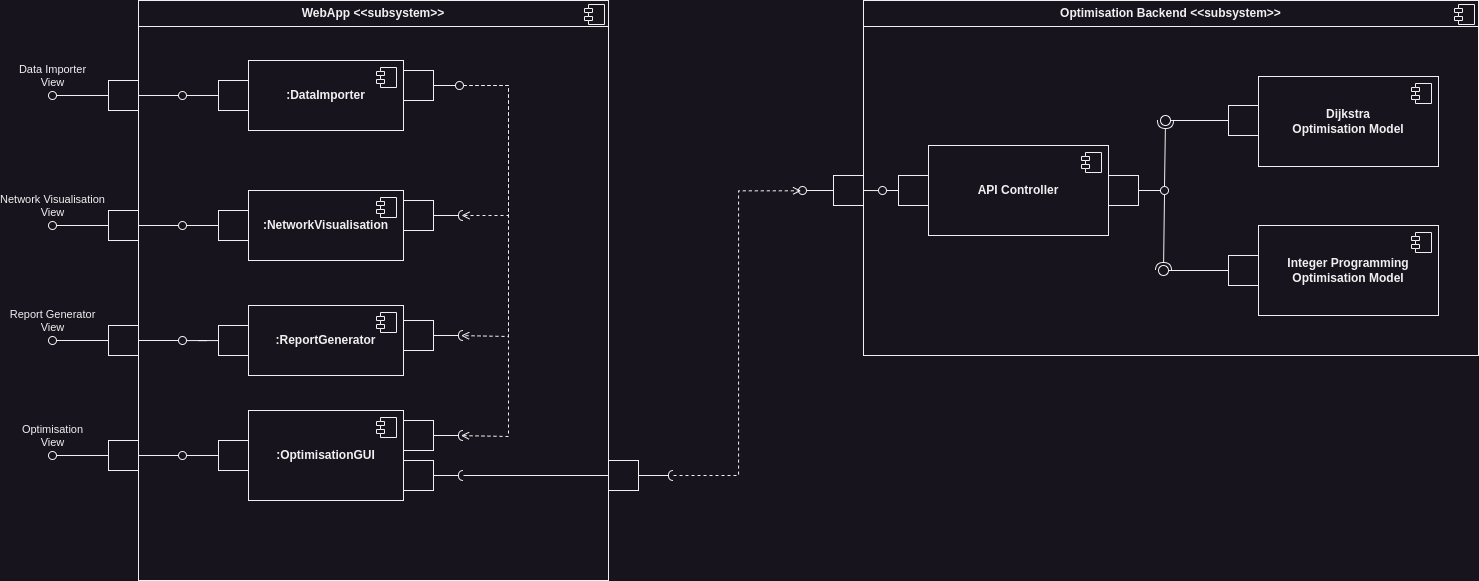 WebApp <<subsystem>>
Optimisation Backend <<subsystem>>
Data Importer
View
:DataImporter
Network Visualisation
View
:NetworkVisualisation
Report Generator
View
:ReportGenerator
Optimisation
View
:OptimisationGUI
API Controller
Dijkstra
Optimisation Model
Integer Programming
Optimisation Model